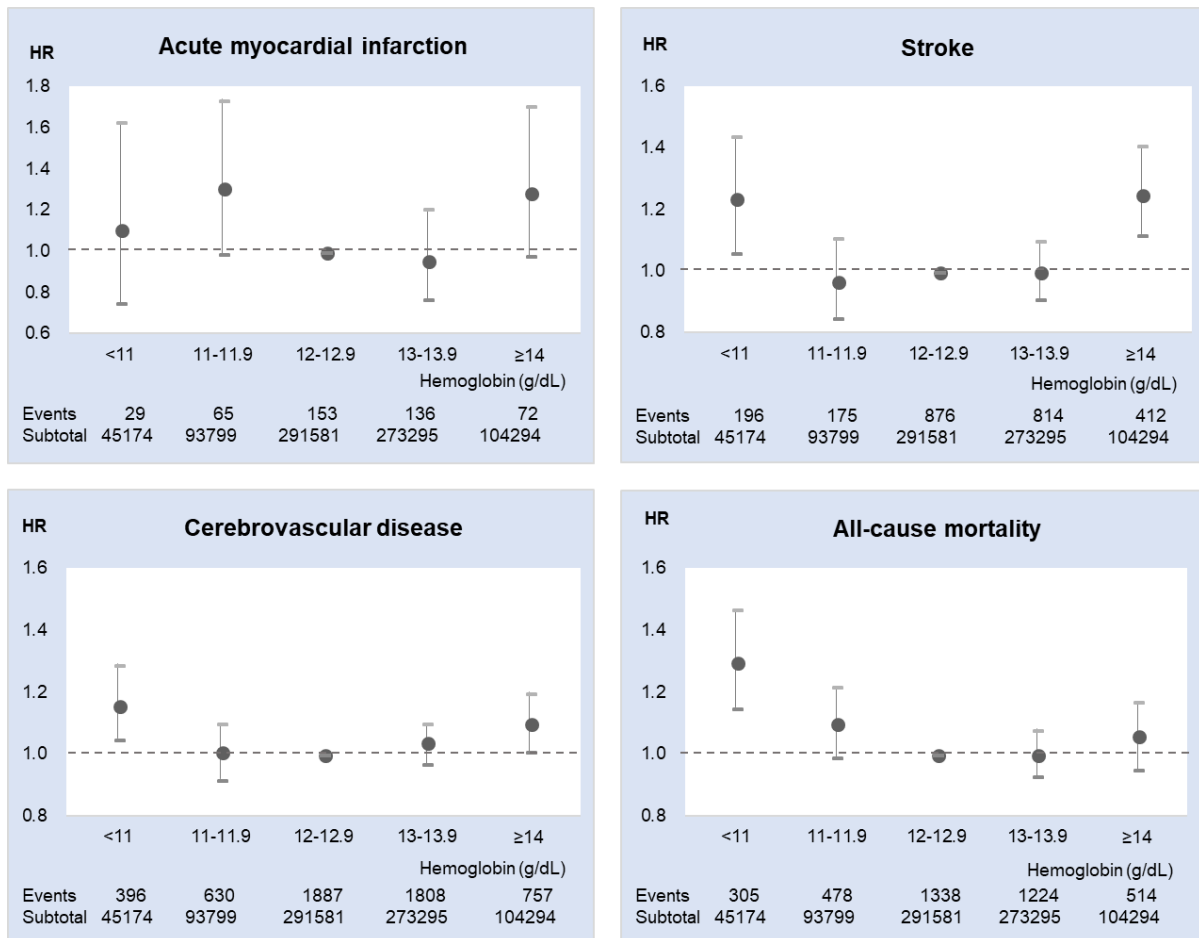 Acute myocardial infarction
HR
1.8
1.6
1.4
1.2
1.0
0.8
0.6
<11 11-11.9 12-12.9 13-13.9 ≥14
Hemoglobin (g/dL)
Events 29 65 153 136 72
Subtotal 45174 93799 291581 273295 104294
Stroke
HR
1.6
1.4
1.2
1.0
0.8
<11 11-11.9 12-12.9 13-13.9 ≥14
Hemoglobin (g/dL)
Events 196 175 876 814 412
Subtotal 45174 93799 291581 273295 104294
Cerebrovascular disease
HR
1.6
1.4
1.2
1.0
0.8
<11 11-11.9 12-12.9 13-13.9 ≥14
Hemoglobin (g/dL)
Events 396 630 1887 1808 757
Subtotal 45174 93799 291581 273295 104294
All-cause mortality
HR
1.6
1.4
1.2
1.0
0.8
<11 11-11.9 12-12.9 13-13.9 ≥14
Hemoglobin (g/dL)
Events 305 478 1338 1224 514
Subtotal 45174 93799 291581 273295 104294